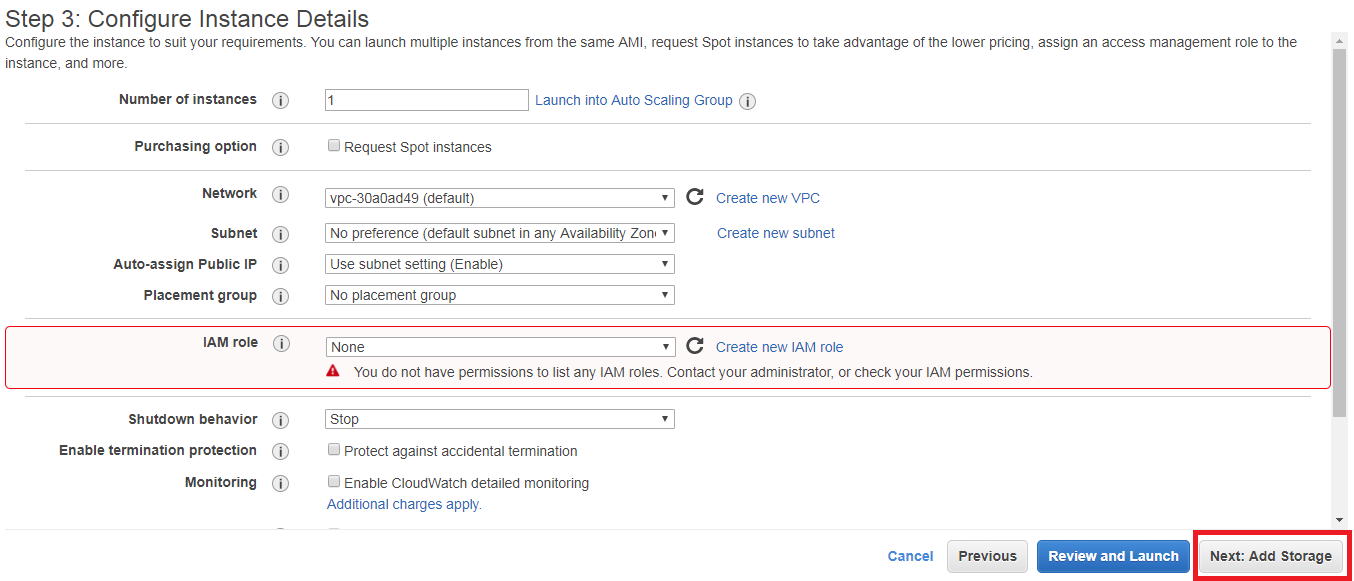 Step 3: Configure Instance Details
Configure the instance to suit your requirements. You can launch multiple instances from the same AMI, request Spot instances to take advantage of the lower pricing, assign an access management role to the
instance, and more.
Number of instances i 1 Launch into Auto Scaling Group i
Purchasing option i Request Spot instances
Network i vpc-30a0ad49 (default) Create new VPC
Subnet i No preference (default subnet in any Availability Zon Create new subnet
Auto-assign Public IP i Use subnet setting (Enable)
Placement group i No placement group
IAM role i None Create new IAM role
You do not have permissions to list any IAM roles. Contact your administrator, or check your IAM permissions.
Shutdown behavior i Stop
Enable termination protection i Protect against accidental termination
Monitoring i Enable CloudWatch detailed monitoring
Additional charges apply.
Cancel Previous Review and Launch Next: Add Storage